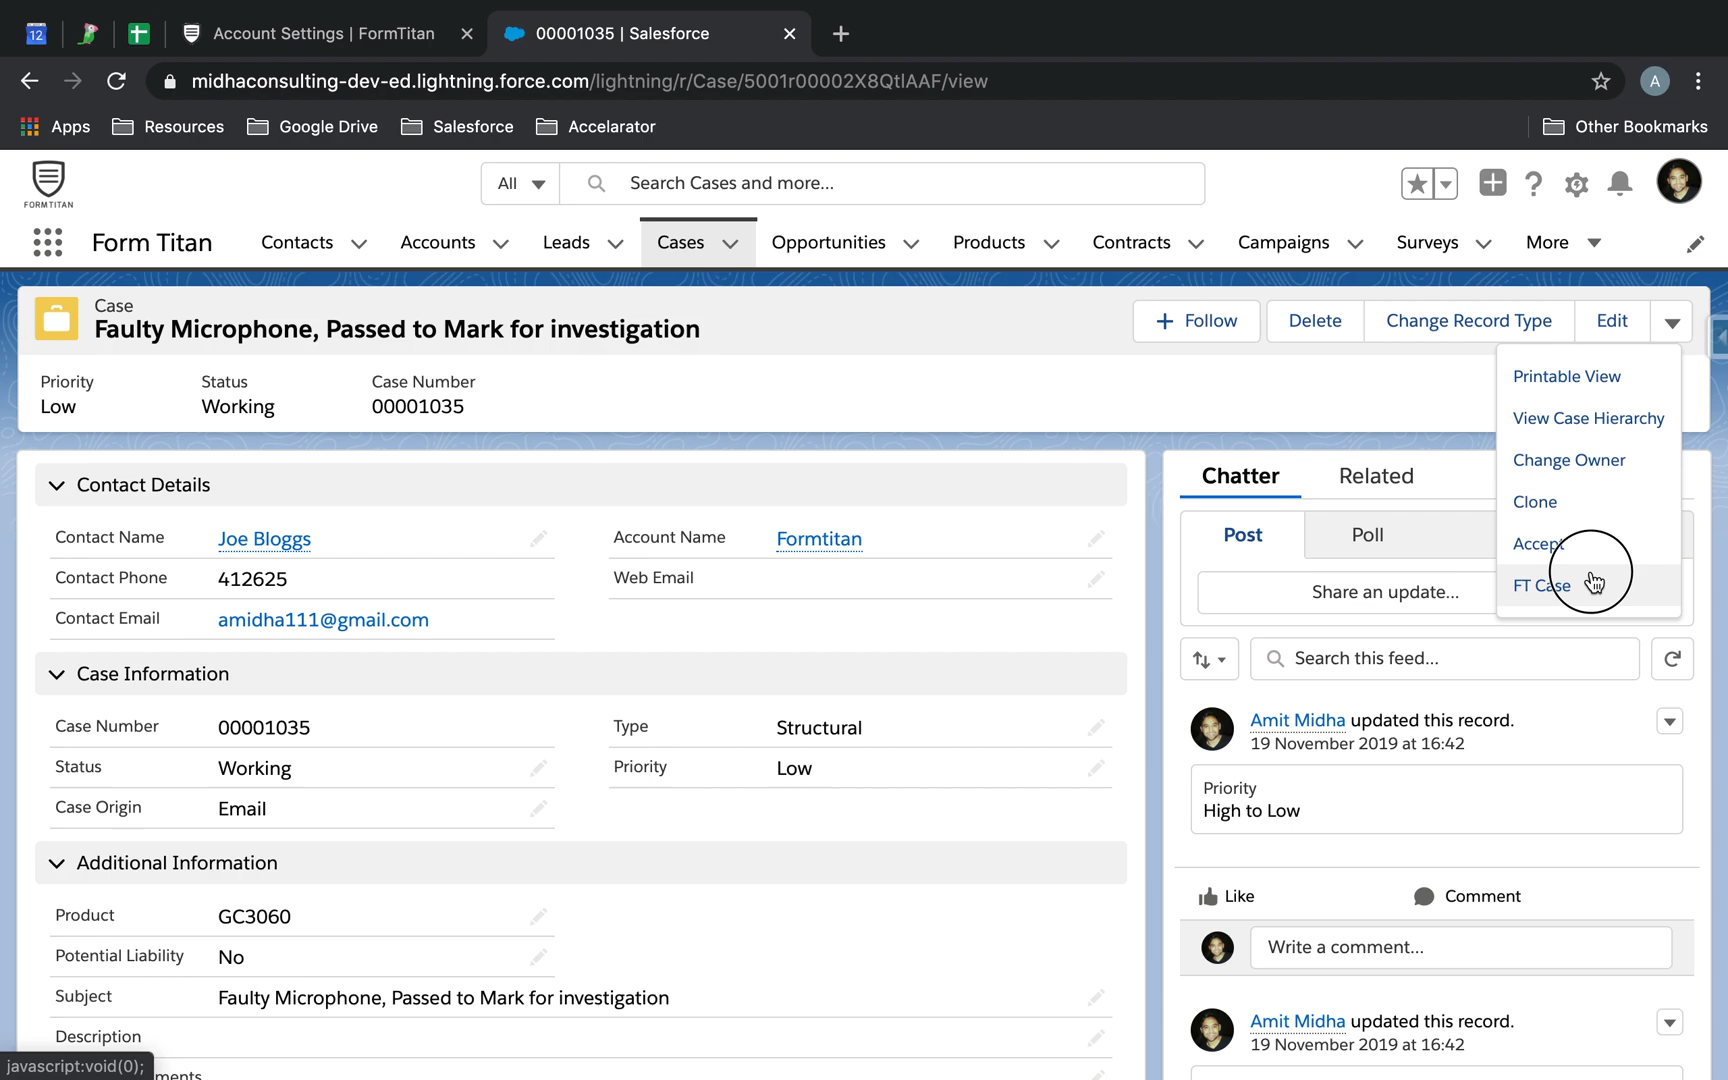 12
Account Settings | FormTitan
00001035 | Salesforce
midhaconsulting-dev-ed.lightning.force.com/lightning/r/Case/5001r00002X8QtIAAF/view
A
Apps
Resources
Google Drive
Salesforce
Accelarator
Other Bookmarks
FORMTITAN
All
Search Cases and more...
Form Titan
Contacts
Accounts
Leads
Cases
Opportunities
Products
Contracts
Campaigns
Surveys
More
Case
Faulty Microphone, Passed to Mark for investigation
Follow
Delete
Change Record Type
Edit
Priority
Low
Status
Working
Case Number
00001035
Printable View
View Case Hierarchy
Change Owner
Clone
Accept
FT Case
Contact Details
Contact Name
Joe Bloggs
Account Name
Formtitan
Contact Phone
412625
Web Email
Contact Email
amidha111@gmail.com
Case Information
Case Number
00001035
Type
Structural
Status
Working
Priority
Low
Case Origin
Email
Additional Information
Product
GC3060
Potential Liability
No
Subject
Faulty Microphone, Passed to Mark for investigation
Description
javascript:void(0);
Chatter
Related
Post
Poll
Share an update...
Search this feed...
Amit Midha updated this record.
19 November 2019 at 16:42
Priority
High to Low
Like
Comment
Write a comment...
Amit Midha updated this record.
19 November 2019 at 16:42